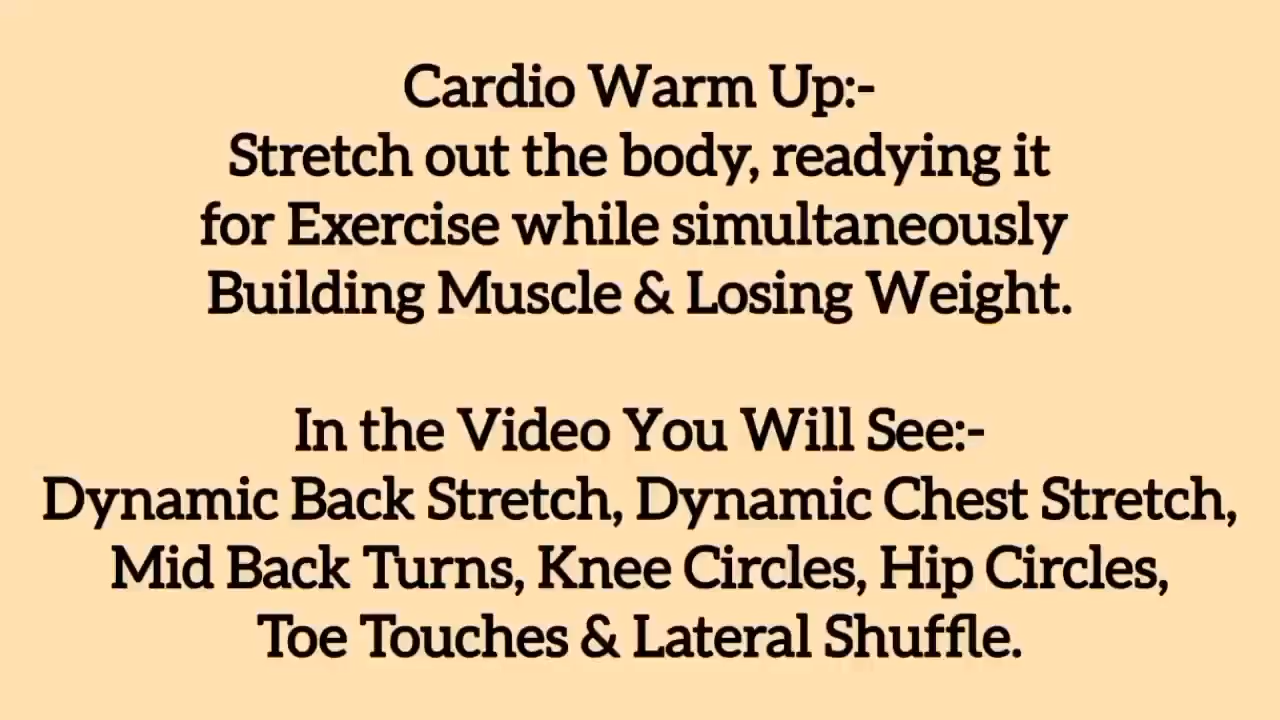 Cardio Warm Up:-
Stretch out the body, readying it
for Exercise while simultaneously
Building Muscle & Losing Weight.
In the Video You Will See:-
Dynamic Back Stretch, Dynamic Chest Stretch,
Mid Back Turns, Knee Circles, Hip Circles,
Toe Touches & Lateral Shuffle.